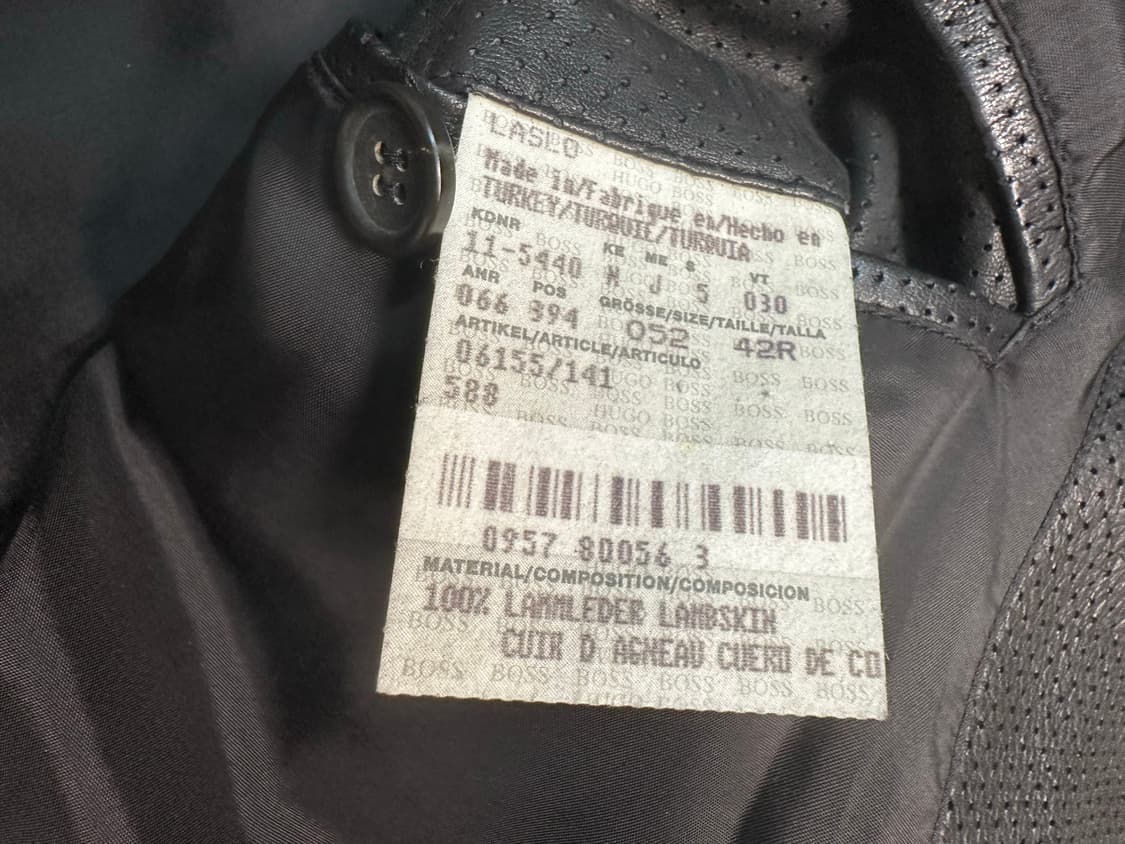 LASLO
Made in/Fabrique en/Hecho en
TURKEY/TURQUIE/TURQUIA
KDNR KE ME S VT
11-5440 N J 5 030
ANR POS GRÖSSE/SIZE/TAILLE/TALLA
066 394 052 42R
ARTIKEL/ARTICLE/ARTICULO
06155/141
588
0957 80056 3
MATERIAL/COMPOSITION/COMPOSICION
100% LAMMLEDER LAMBSKIN
CUIR D AGNEAU CUERO DE CO
HUGO BOSS